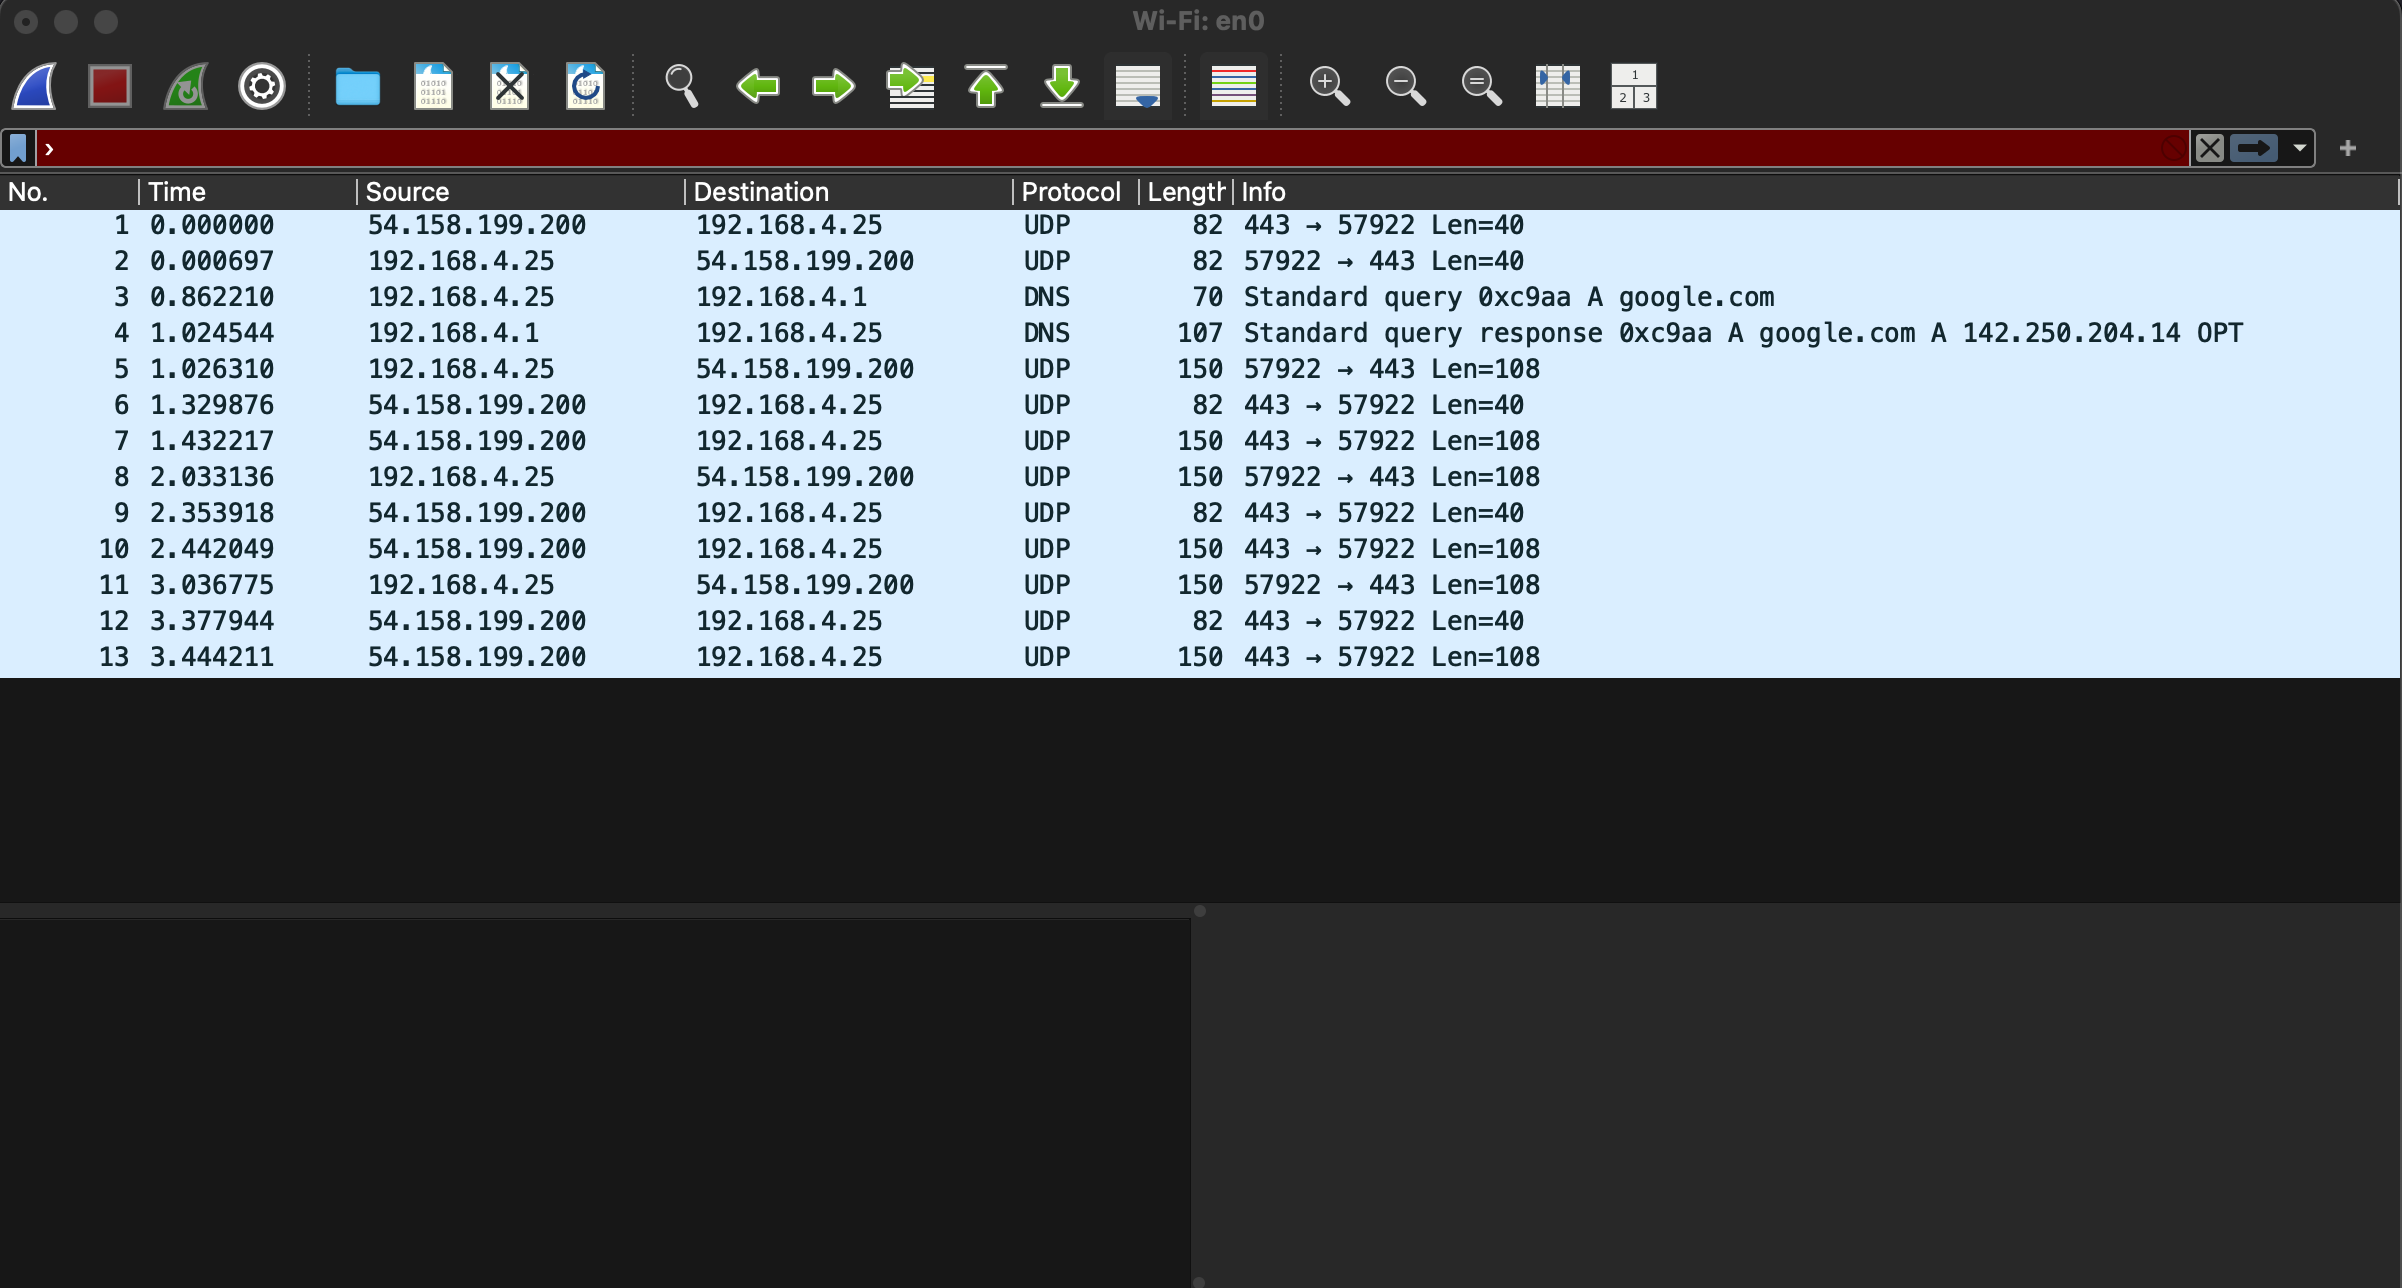 Wi-Fi: en0
›
No. Time Source Destination Protocol Length Info
1 0.000000 54.158.199.200 192.168.4.25 UDP 82 443 → 57922 Len=40
2 0.000697 192.168.4.25 54.158.199.200 UDP 82 57922 → 443 Len=40
3 0.862210 192.168.4.25 192.168.4.1 DNS 70 Standard query 0xc9aa A google.com
4 1.024544 192.168.4.1 192.168.4.25 DNS 107 Standard query response 0xc9aa A google.com A 142.250.204.14 OPT
5 1.026310 192.168.4.25 54.158.199.200 UDP 150 57922 → 443 Len=108
6 1.329876 54.158.199.200 192.168.4.25 UDP 82 443 → 57922 Len=40
7 1.432217 54.158.199.200 192.168.4.25 UDP 150 443 → 57922 Len=108
8 2.033136 192.168.4.25 54.158.199.200 UDP 150 57922 → 443 Len=108
9 2.353918 54.158.199.200 192.168.4.25 UDP 82 443 → 57922 Len=40
10 2.442049 54.158.199.200 192.168.4.25 UDP 150 443 → 57922 Len=108
11 3.036775 192.168.4.25 54.158.199.200 UDP 150 57922 → 443 Len=108
12 3.377944 54.158.199.200 192.168.4.25 UDP 82 443 → 57922 Len=40
13 3.444211 54.158.199.200 192.168.4.25 UDP 150 443 → 57922 Len=108